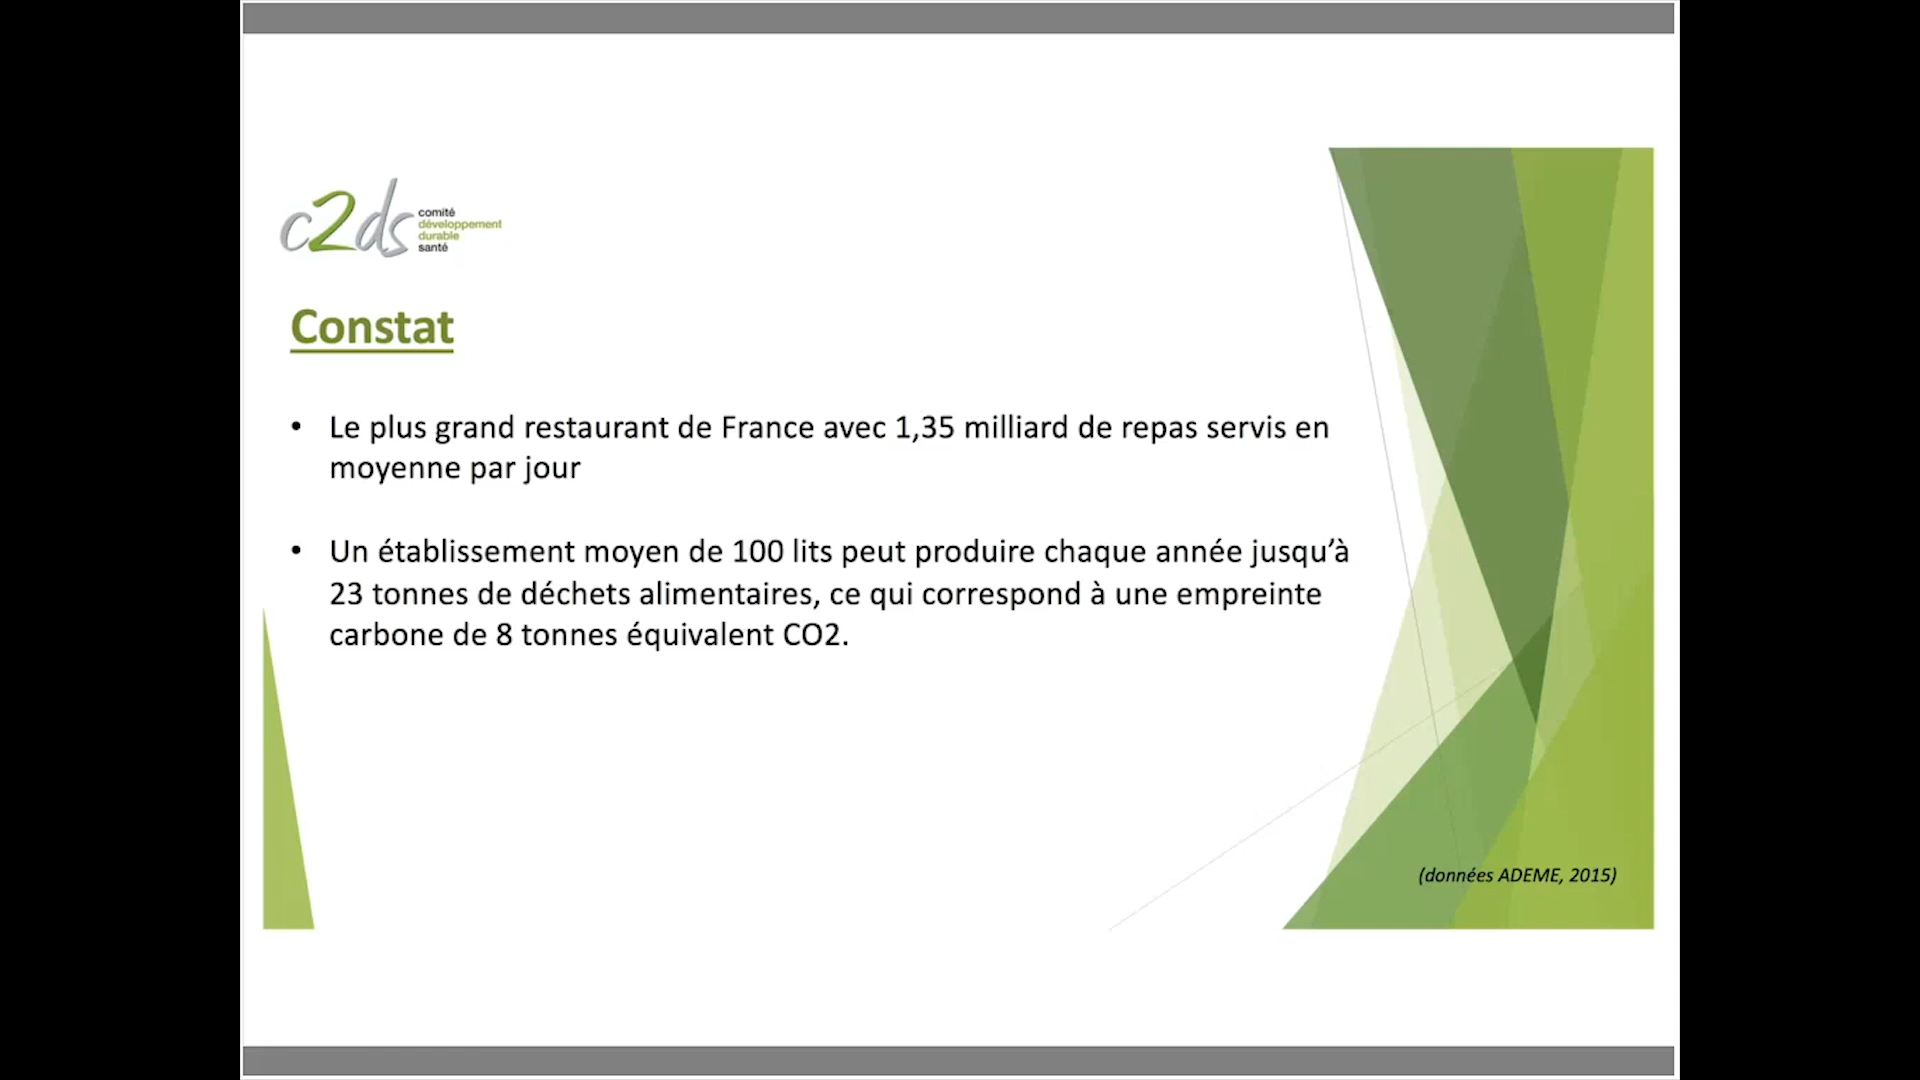 c2ds
comité
développement
durable
santé
Constat
• Le plus grand restaurant de France avec 1,35 milliard de repas servis en
moyenne par jour
• Un établissement moyen de 100 lits peut produire chaque année jusqu’à
23 tonnes de déchets alimentaires, ce qui correspond à une empreinte
carbone de 8 tonnes équivalent CO2.
(données ADEME, 2015)